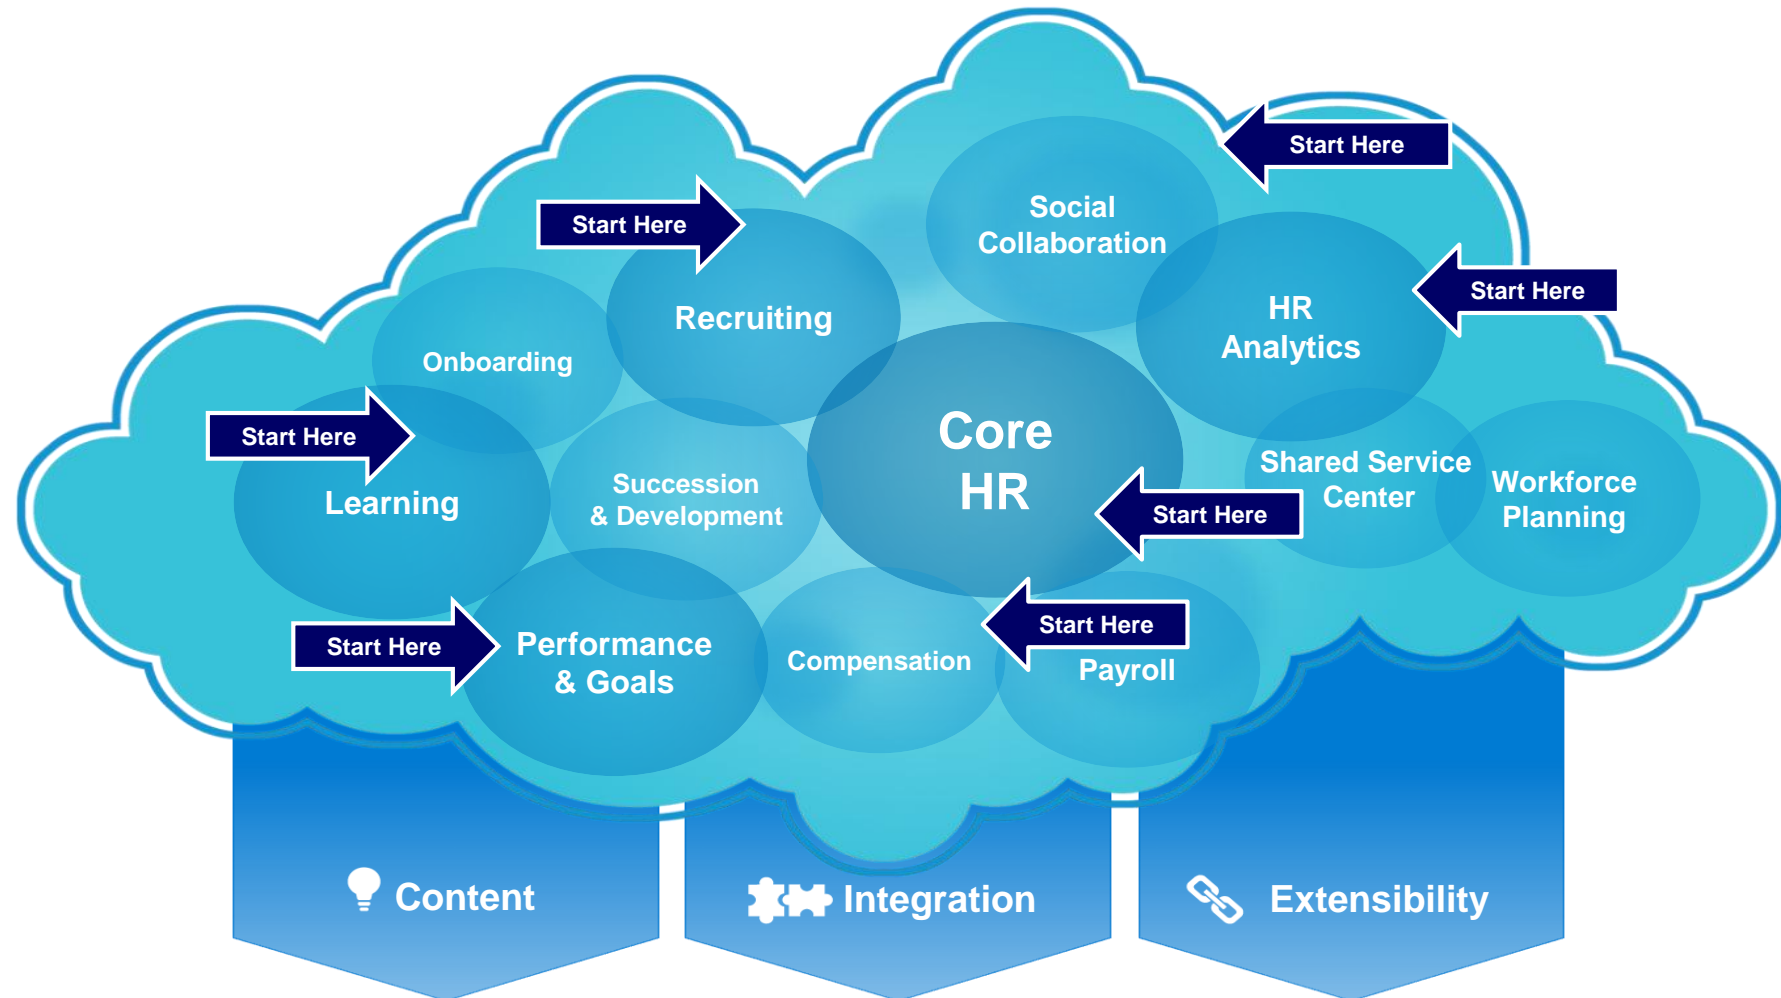 Start Here
Social
Collaboration
Start Here
Recruiting
HR
Analytics
Start Here
Onboarding
Start Here
Learning
Succession
& Development
Core
HR
Start Here
Shared Service
Center
Workforce
Planning
Start Here
Performance
& Goals
Compensation
Start Here
Payroll
Content
Integration
Extensibility